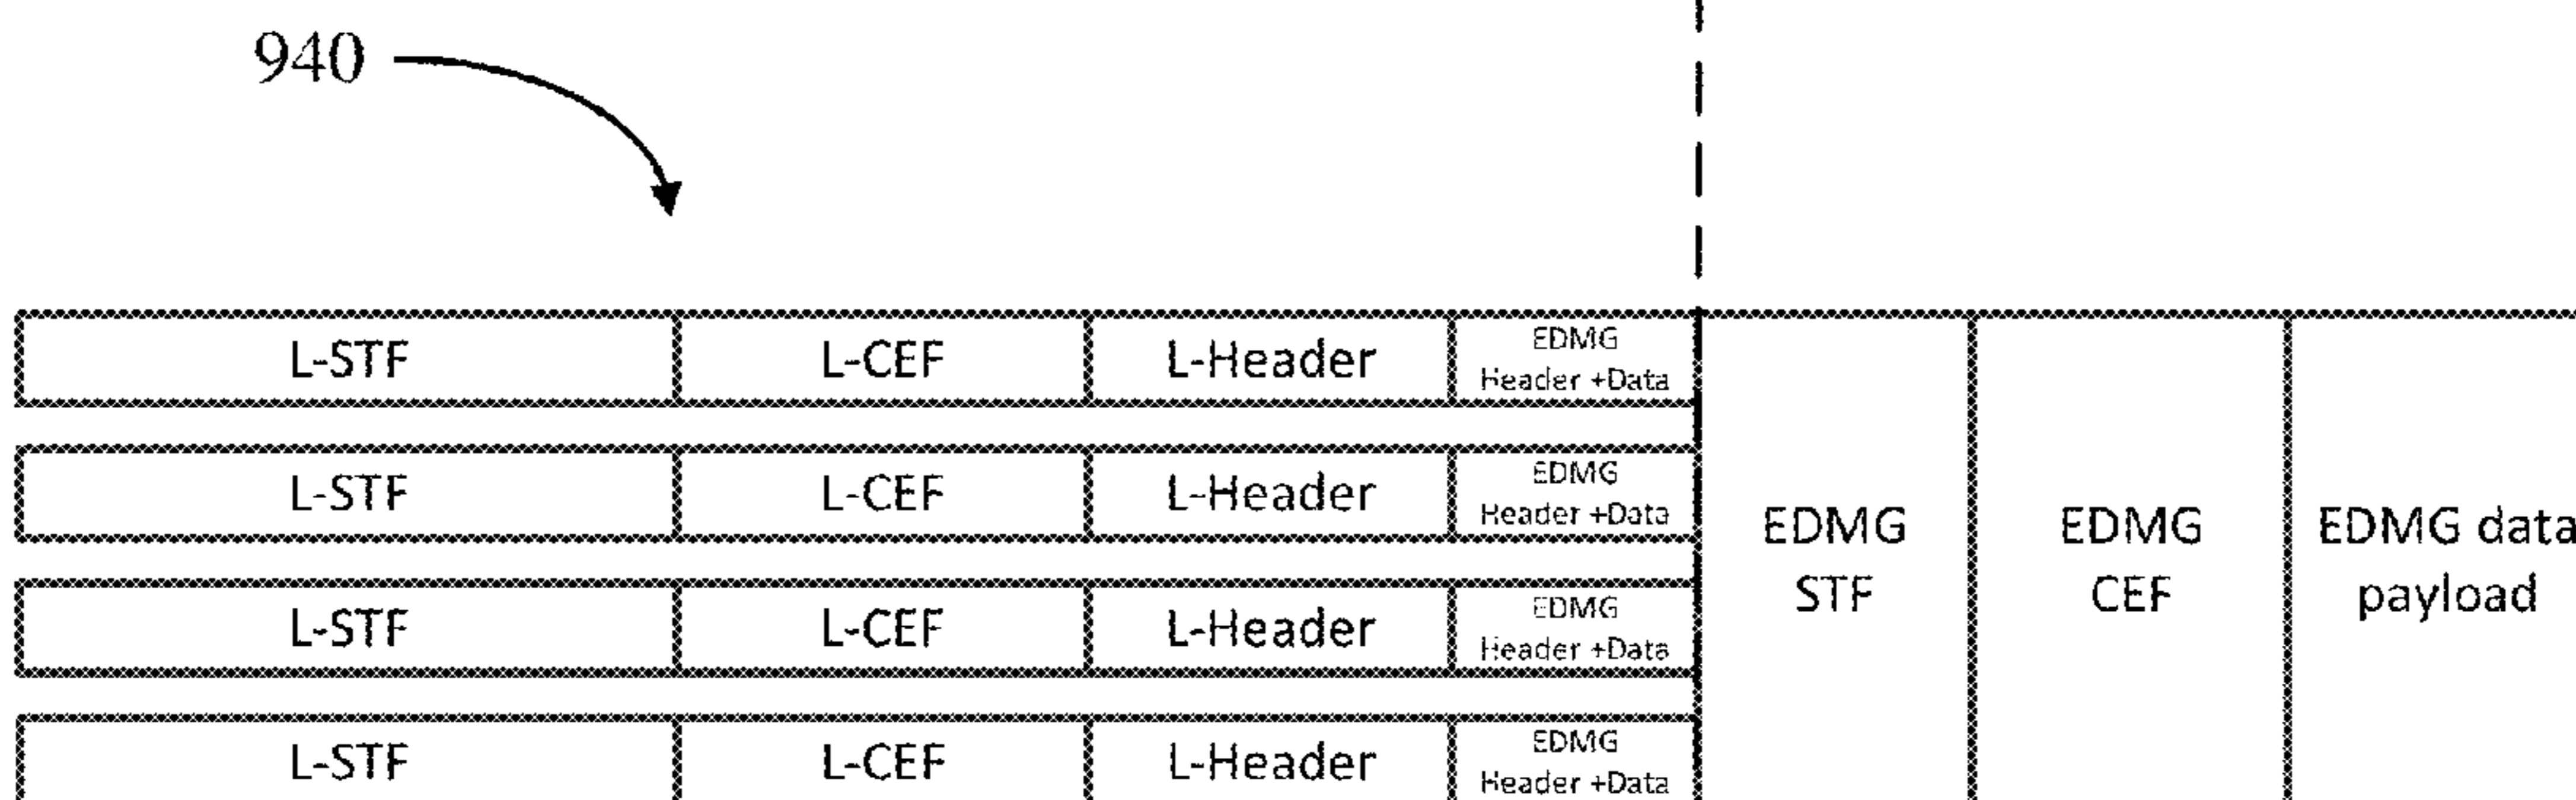 940
L-STF L-CEF L-Header EDMG
Header +Data
L-STF L-CEF L-Header EDMG
Header +Data
L-STF L-CEF L-Header EDMG
Header +Data
L-STF L-CEF L-Header EDMG
Header +Data
EDMG
STF
EDMG
CEF
EDMG data
payload